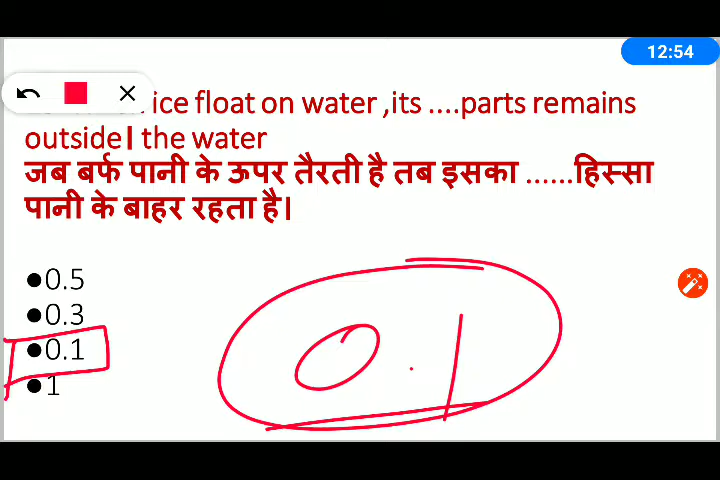 12:54
ice float on water ,its ....parts remains
outside| the water
जब बर्फ पानी के ऊपर तैरती है तब इसका ......हिस्सा
पानी के बाहर रहता है।
●0.5
●0.3
●0.1
●1
0.1